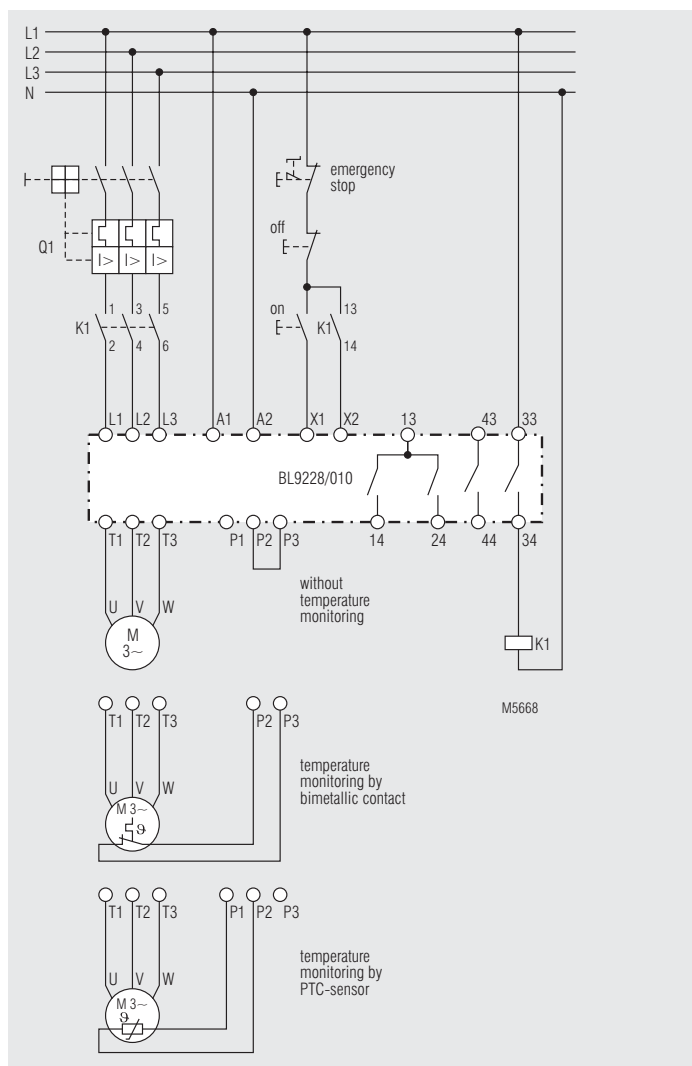 L1
L2
L3
N
emergency
stop
off
Q1
I> I> I>
1 3 5
on
13
K1
K1
2 4 6
14
L1 L2 L3 A1 A2 X1 X2 13 43 33
BL9228/010
T1 T2 T3 P1 P2 P3 14 24 44 34
without
temperature
monitoring
U V W
M
3~
K1
M5668
T1 T2 T3 P2 P3
temperature
monitoring by
bimetallic contact
U V W
M 3~
ϑ
T1 T2 T3 P1 P2 P3
temperature
monitoring by
PTC-sensor
U V W
M 3~
ϑ